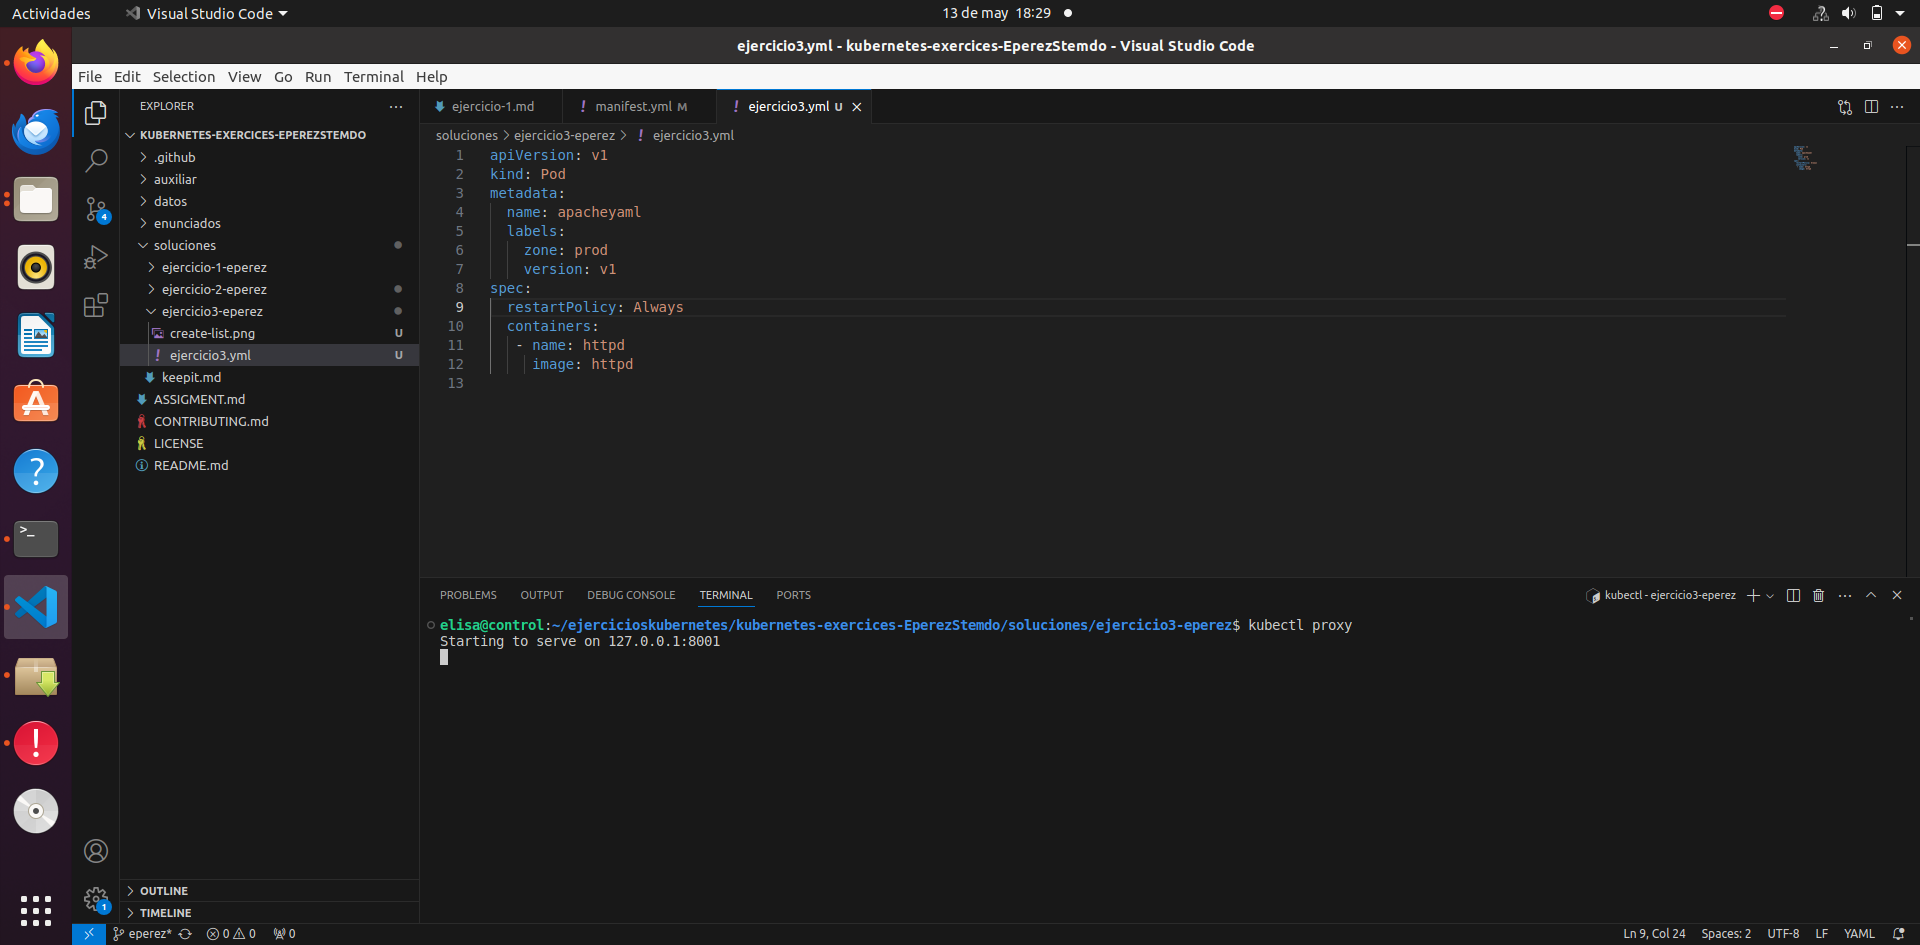 Actividades Visual Studio Code 13 de may 18:29
ejercicio3.yml - kubernetes-exercices-EperezStemdo - Visual Studio Code
File Edit Selection View Go Run Terminal Help
EXPLORER
KUBERNETES-EXERCICES-EPEREZSTEMDO
.github
auxiliar
datos
enunciados
soluciones
ejercicio-1-eperez
ejercicio-2-eperez
ejercicio3-eperez
create-list.png U
ejercicio3.yml U
keepit.md
ASSIGMENT.md
CONTRIBUTING.md
LICENSE
README.md
OUTLINE
TIMELINE
4
1
ejercicio-1.md manifest.yml M ejercicio3.yml U
soluciones > ejercicio3-eperez > ejercicio3.yml
1 apiVersion: v1
2 kind: Pod
3 metadata:
4 name: apacheyaml
5 labels:
6 zone: prod
7 version: v1
8 spec:
9 restartPolicy: Always
10 containers:
11 - name: httpd
12 image: httpd
13
PROBLEMS OUTPUT DEBUG CONSOLE TERMINAL PORTS kubectl - ejercicio3-eperez
elisa@control:~/ejercicioskubernetes/kubernetes-exercices-EperezStemdo/soluciones/ejercicio3-eperez$ kubectl proxy
Starting to serve on 127.0.0.1:8001
eperez* 0 0 0 Ln 9, Col 24 Spaces: 2 UTF-8 LF YAML